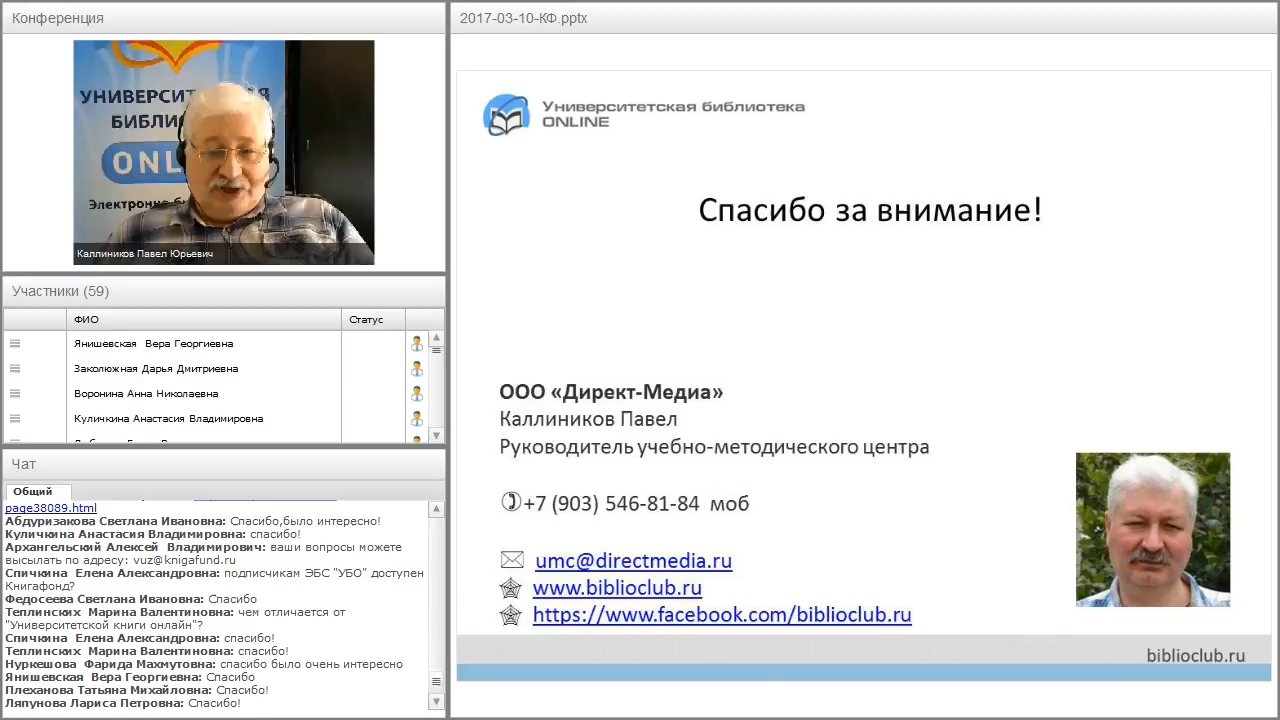 Конференция
УНИВЕРСИТЕТСКАЯ
ONL
Каллиников Павел Юрьевич
Участники (59)
ФИО
Статус
Янишевская Вера Георгиевна
Заколюжная Дарья Дмитриевна
Воронина Анна Николаевна
Куличкина Анастасия Владимировна
Чат
Общий
page38089.html
Абдуризакова Светлана Ивановна: Спасибо,было интересно!
Куличкина Анастасия Владимировна: спасибо!
Архангельский Алексей Владимирович: ваши вопросы можете
высылать по адресу: vuz@knigafund.ru
Спичкина Елена Александровна: подписчикам ЭБС "УБО" доступен
Книгафонд?
Федосеева Светлана Ивановна: Спасибо
Теплинских Марина Валентиновна: чем отличается от
"Университетской книги онлайн"?
Спичкина Елена Александровна: спасибо!
Теплинских Марина Валентиновна: спасибо!
Нуркешова Фарида Махмутовна: спасибо было очень интересно
Янишевская Вера Георгиевна: Спасибо
Плеханова Татьяна Михайловна: Спасибо!
Ляпунова Лариса Петровна: Спасибо!
2017-03-10-КФ.pptx
Университетская библиотека
ONLINE
Спасибо за внимание!
ООО «Директ-Медиа»
Каллиников Павел
Руководитель учебно-методического центра
+7 (903) 546-81-84 моб
umc@directmedia.ru
www.biblioclub.ru
https://www.facebook.com/biblioclub.ru
biblioclub.ru